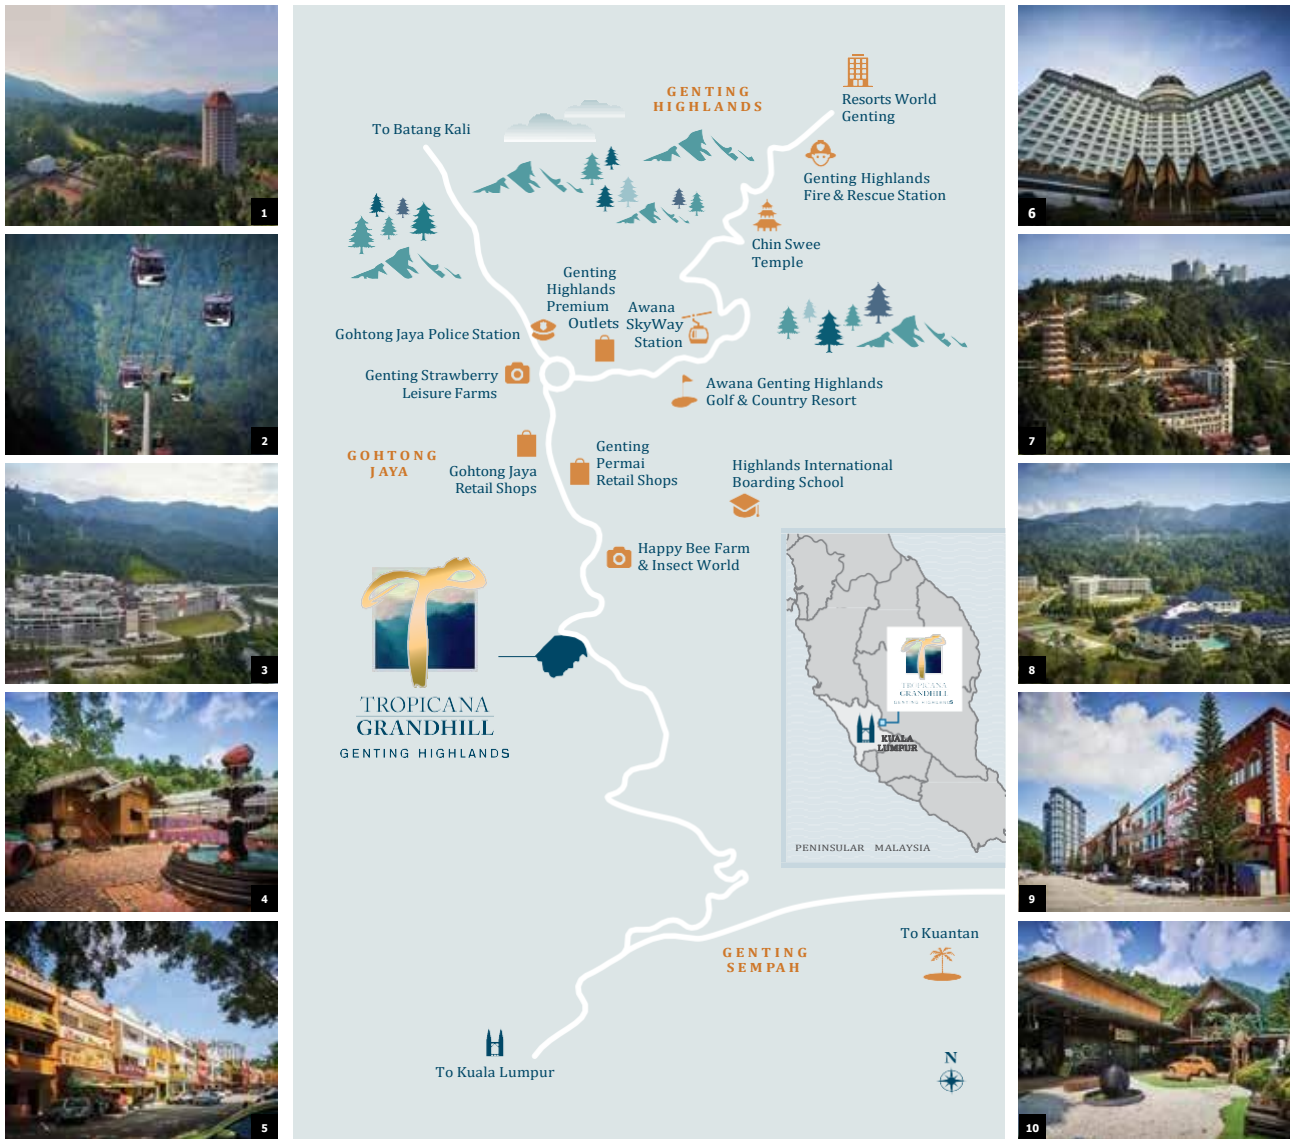 1
2
3
4
5
GENTING
HIGHLANDS
Resorts World
Genting
To Batang Kali
Genting Highlands
Fire & Rescue Station
Chin Swee
Temple
Genting
Highlands
Premium
Outlets
Awana
SkyWay
Station
Gohtong Jaya Police Station
Genting Strawberry
Leisure Farms
Awana Genting Highlands
Golf & Country Resort
GOHTONG
JAYA
Gohtong Jaya
Retail Shops
Genting
Permai
Retail Shops
Highlands International
Boarding School
Happy Bee Farm
& Insect World
TROPICANA
GRANDHILL
GENTING HIGHLANDS
TROPICANA
GRANDHILL
GENTING HIGHLANDS
KUALA
LUMPUR
PENINSULAR MALAYSIA
GENTING
SEMPAH
To Kuantan
To Kuala Lumpur
N
6
7
8
9
10